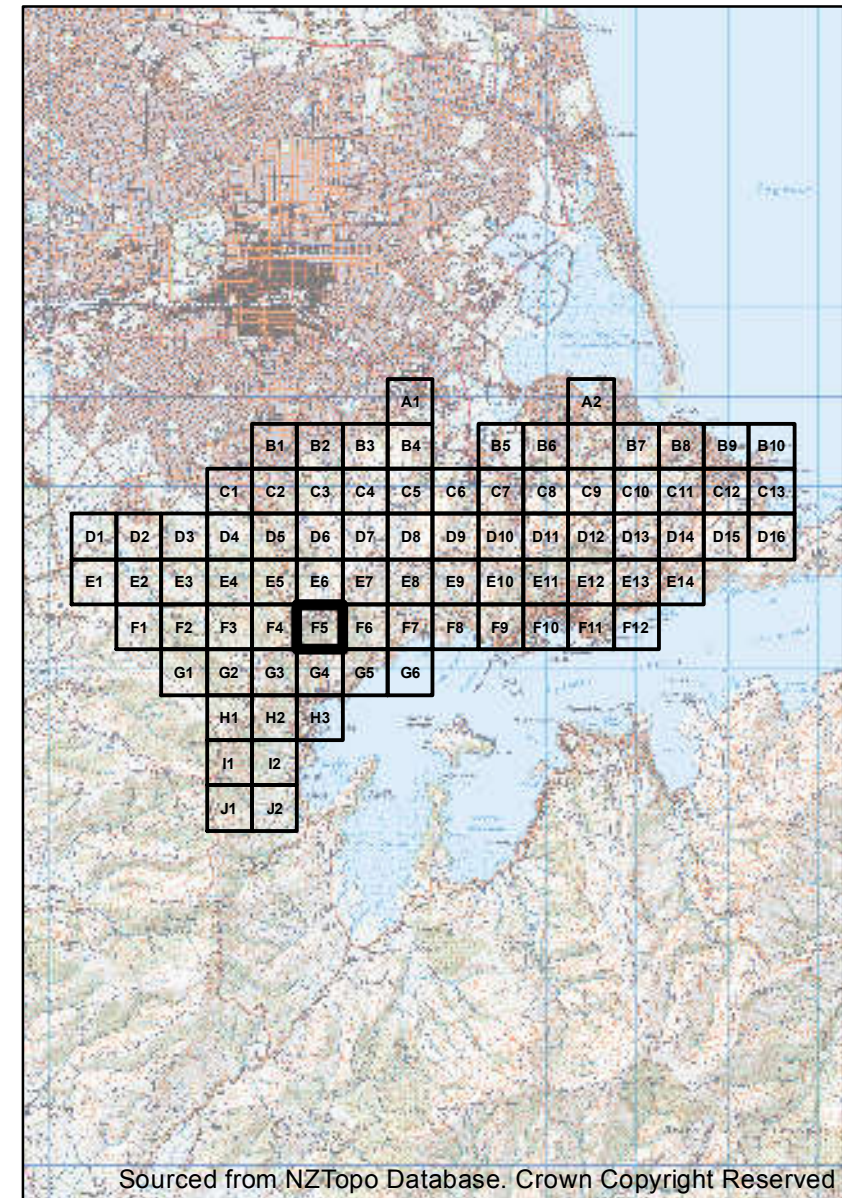 A1 A2
B1 B2 B3 B4 B5 B6 B7 B8 B9 B10
C1 C2 C3 C4 C5 C6 C7 C8 C9 C10 C11 C12 C13
D1 D2 D3 D4 D5 D6 D7 D8 D9 D10 D11 D12 D13 D14 D15 D16
E1 E2 E3 E4 E5 E6 E7 E8 E9 E10 E11 E12 E13 E14
F1 F2 F3 F4 F5 F6 F7 F8 F9 F10 F11 F12
G1 G2 G3 G4 G5 G6
H1 H2 H3
I1 I2
J1 J2
Sourced from NZTopo Database. Crown Copyright Reserved